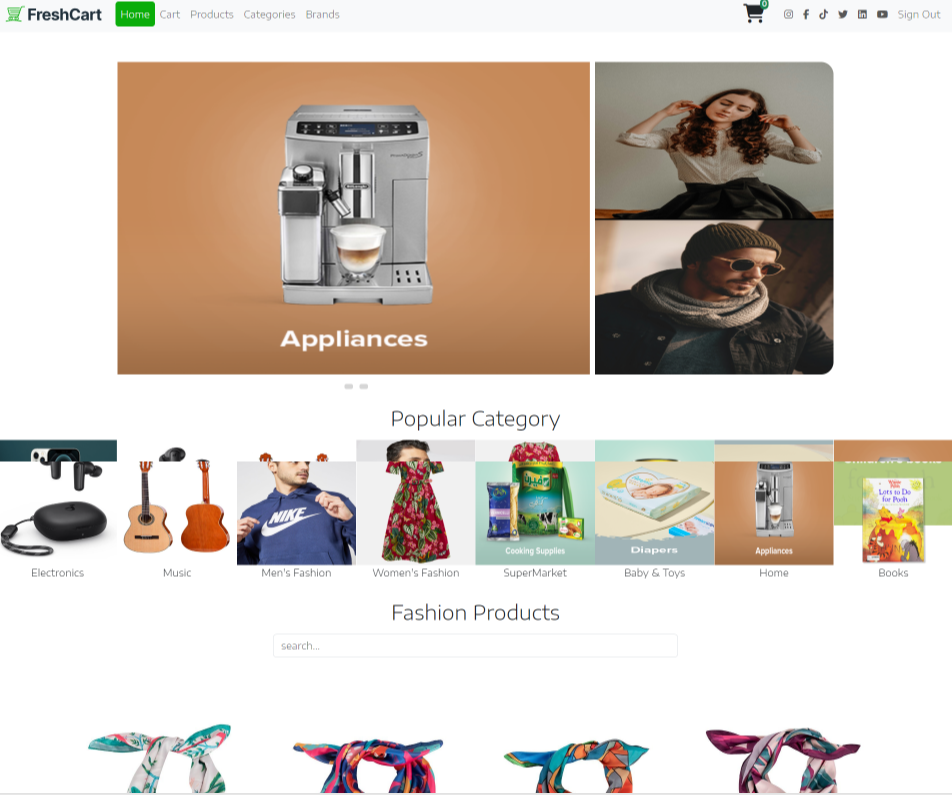 FreshCart Home Cart Products Categories Brands 0 Sign Out
Appliances
Popular Category
NIKE
Cooking Supplies
Diapers
Appliances
Lots to Do
for Pooh
Electronics Music Men's Fashion Women's Fashion SuperMarket Baby & Toys Home Books
Fashion Products
search...